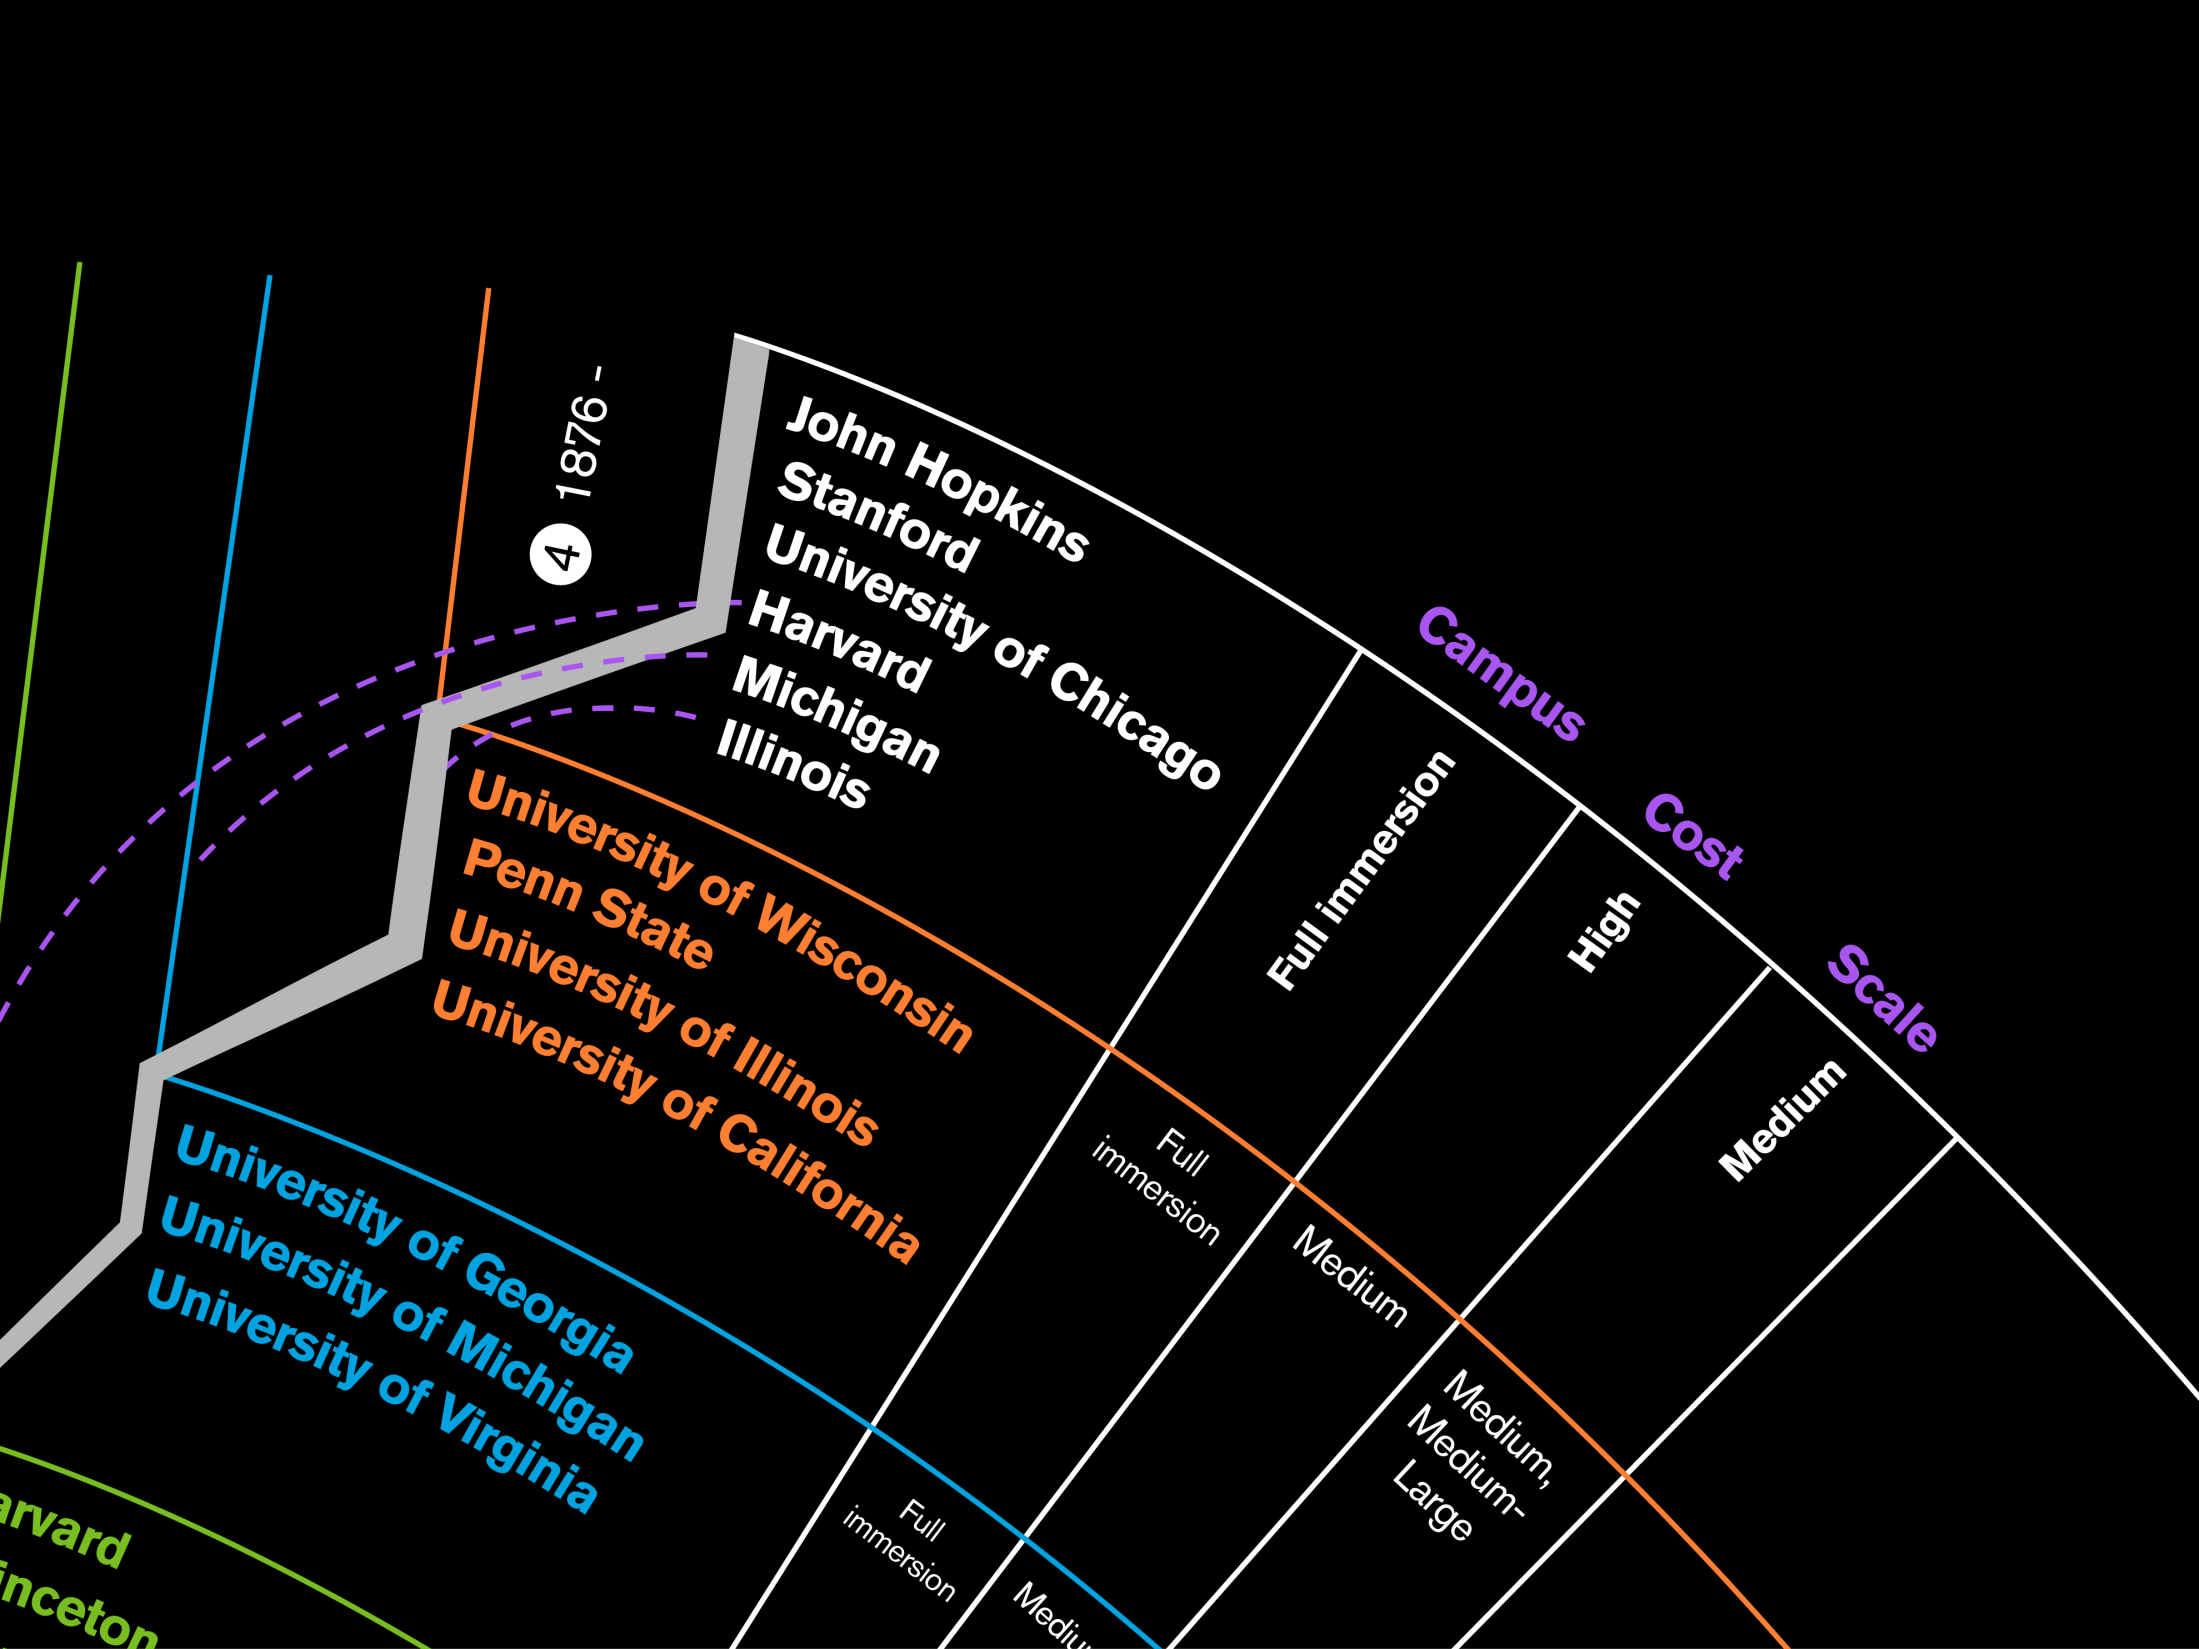 4 1876 –
John Hopkins
Stanford
University of Chicago
Harvard
Michigan
Illinois
Campus
Cost
Scale
Full immersion
High
Medium
University of Wisconsin
Penn State
University of Illinois
University of California
Full
immersion
Medium
Medium,
Medium-
Large
University of Georgia
University of Michigan
University of Virginia
Full
immersion